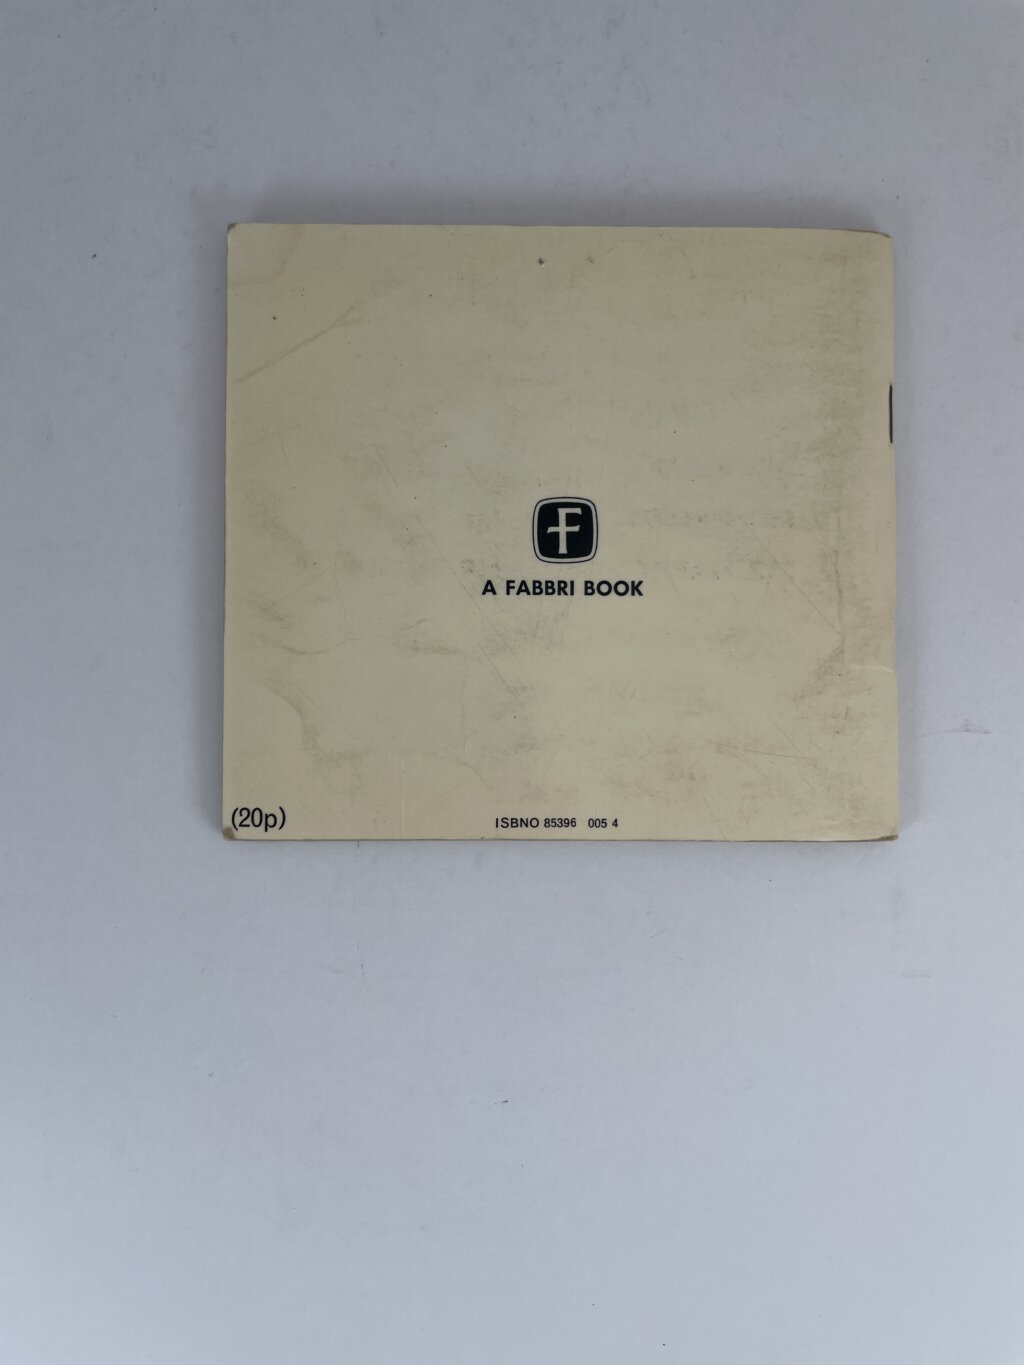 F
A FABBRI BOOK
(20p)
ISBNO 85396 005 4